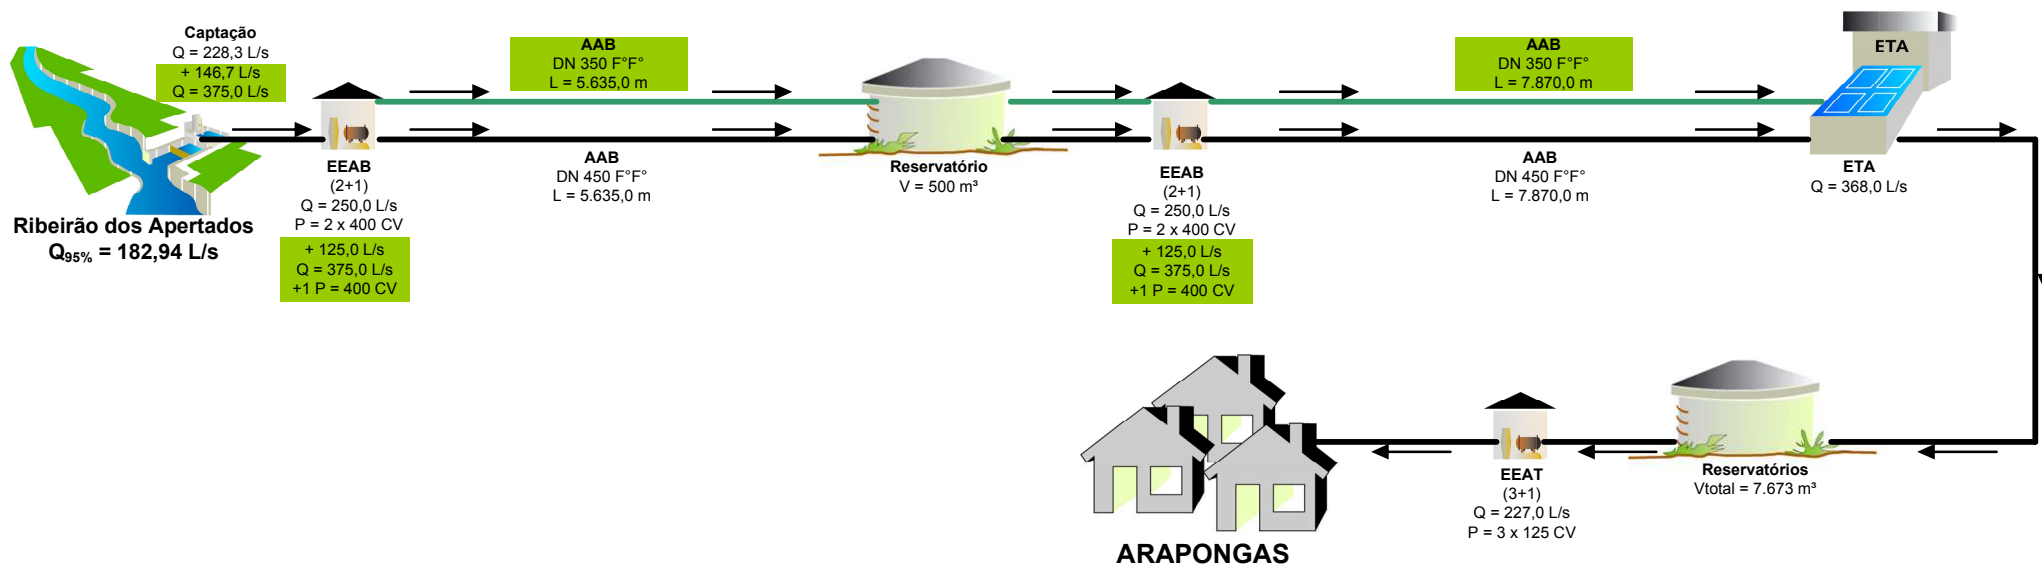 Captação
Q = 228,3 L/s
+ 146,7 L/s
Q = 375,0 L/s
Ribeirão dos Apertados
Q95% = 182,94 L/s
EEAB
(2+1)
Q = 250,0 L/s
P = 2 x 400 CV
+ 125,0 L/s
Q = 375,0 L/s
+1 P = 400 CV
AAB
DN 350 F°F°
L = 5.635,0 m
AAB
DN 450 F°F°
L = 5.635,0 m
Reservatório
V = 500 m³
EEAB
(2+1)
Q = 250,0 L/s
P = 2 x 400 CV
+ 125,0 L/s
Q = 375,0 L/s
+1 P = 400 CV
AAB
DN 350 F°F°
L = 7.870,0 m
AAB
DN 450 F°F°
L = 7.870,0 m
ETA
ETA
Q = 368,0 L/s
Reservatórios
Vtotal = 7.673 m³
EEAT
(3+1)
Q = 227,0 L/s
P = 3 x 125 CV
ARAPONGAS